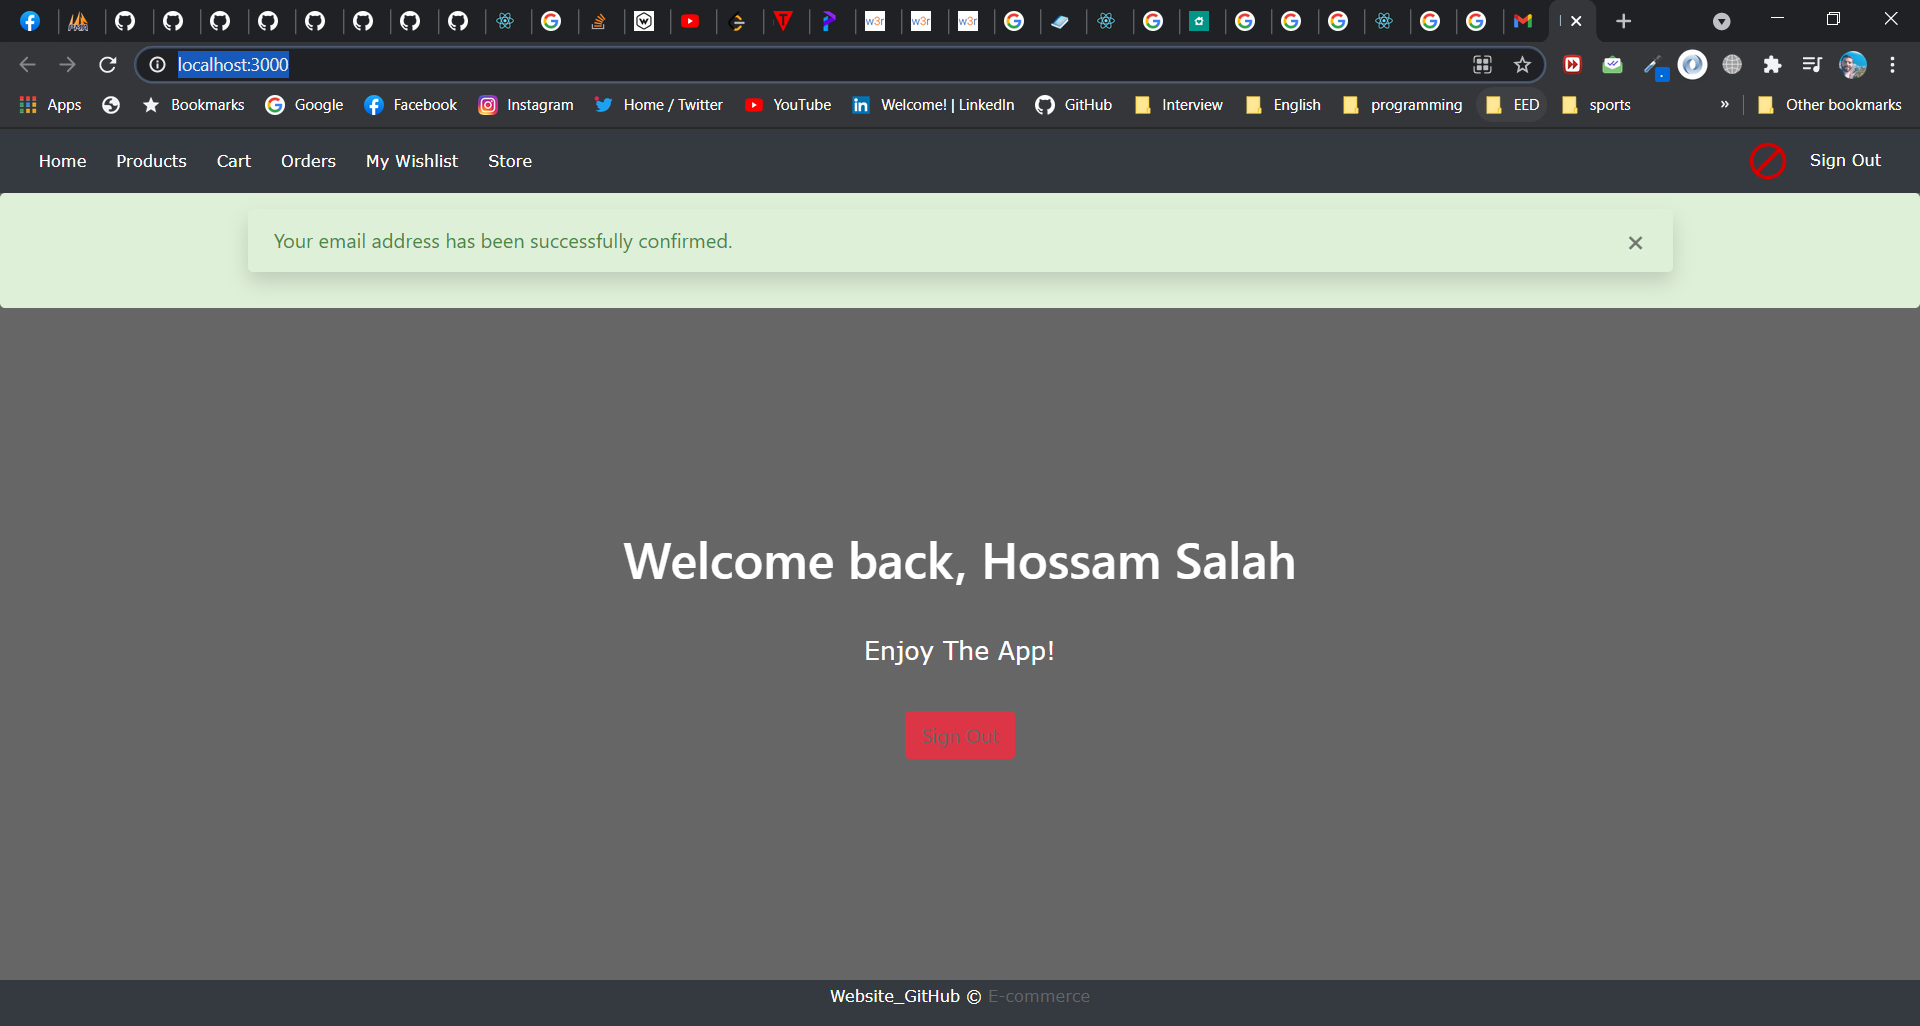 localhost:3000
Apps Bookmarks Google Facebook Instagram Home / Twitter YouTube Welcome! | LinkedIn GitHub Interview English programming EED sports » Other bookmarks
Home Products Cart Orders My Wishlist Store Sign Out
Your email address has been successfully confirmed. ×
Welcome back, Hossam Salah
Enjoy The App!
Sign Out
Website_GitHub © E-commerce